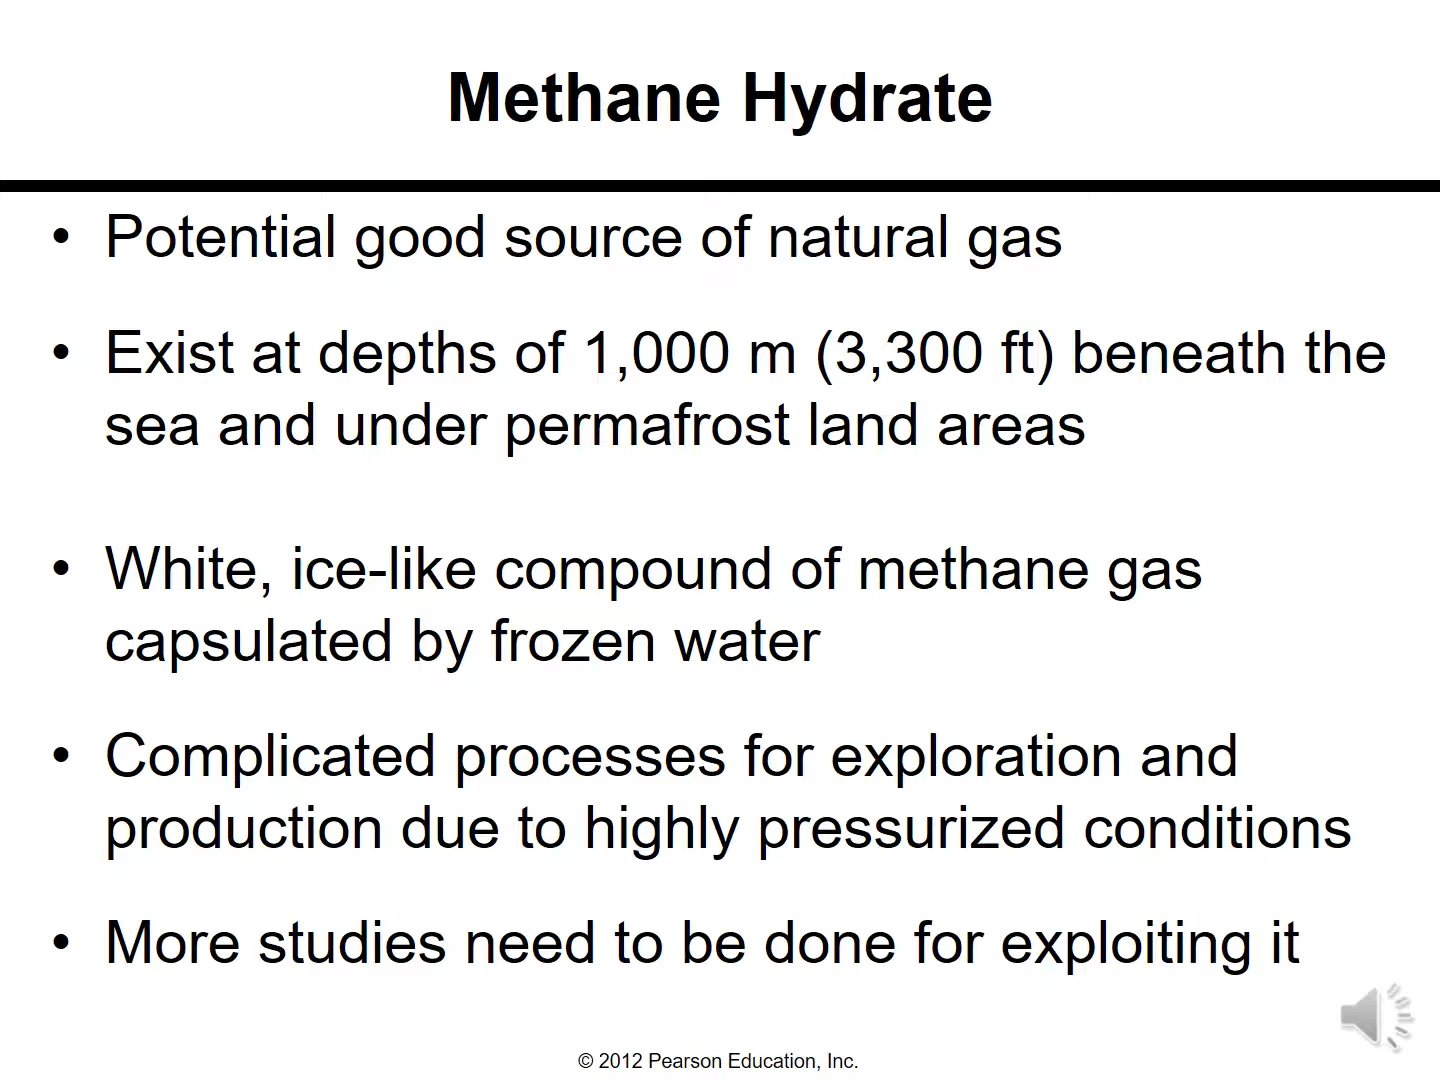 Methane Hydrate
• Potential good source of natural gas
• Exist at depths of 1,000 m (3,300 ft) beneath the
sea and under permafrost land areas
• White, ice-like compound of methane gas
capsulated by frozen water
• Complicated processes for exploration and
production due to highly pressurized conditions
• More studies need to be done for exploiting it
© 2012 Pearson Education, Inc.